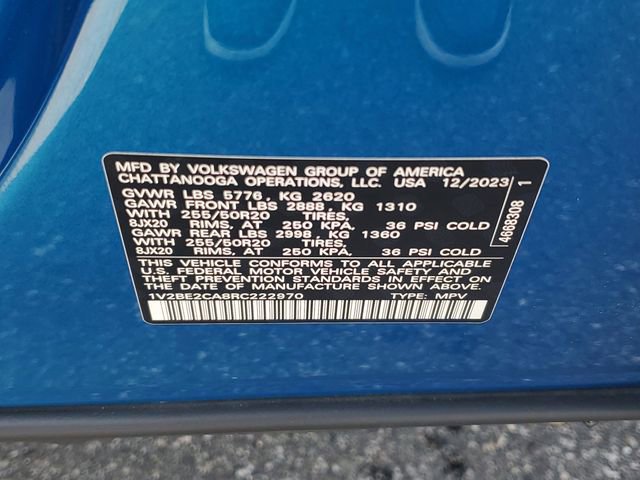 MFD BY VOLKSWAGEN GROUP OF AMERICA
CHATTANOOGA OPERATIONS, LLC. USA 12/2023
GVWR LBS 5776 , KG 2620
GAWR FRONT LBS 2888 , KG 1310
WITH 255/50R20 TIRES,
8JX20 RIMS, AT 250 KPA, 36 PSI COLD
GAWR REAR LBS 2998 , KG 1360
WITH 255/50R20 TIRES,
8JX20 RIMS, AT 250 KPA, 36 PSI COLD
THIS VEHICLE CONFORMS TO ALL APPLICABLE
U.S. FEDERAL MOTOR VEHICLE SAFETY AND
THEFT PREVENTION STANDARDS IN EFFECT ON
THE DATE OF MANUFACTURE SHOWN ABOVE.
1V2BE2CA8RC222970 TYPE: MPV
4868308 1